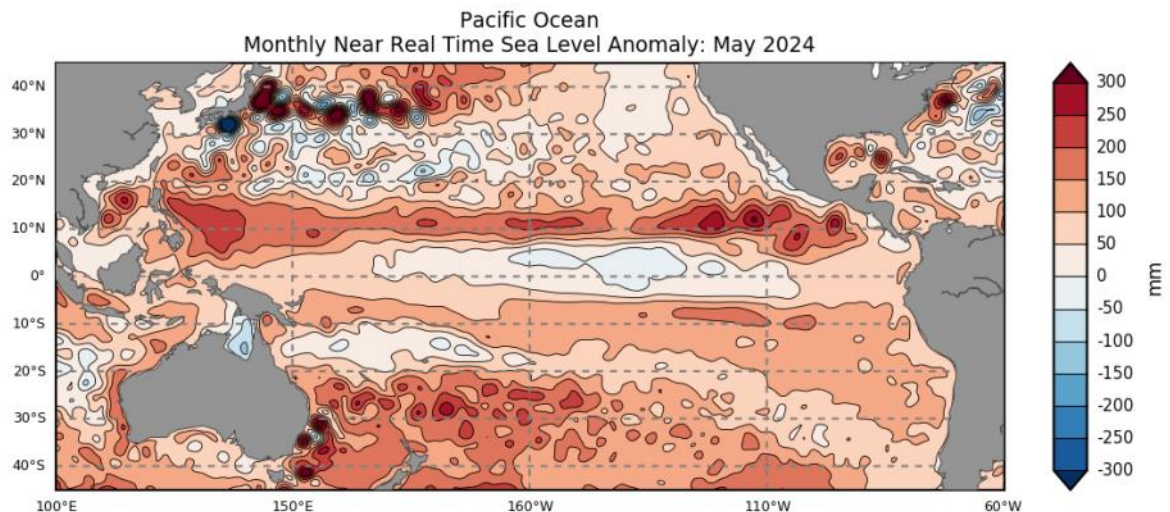 Pacific Ocean
Monthly Near Real Time Sea Level Anomaly: May 2024
40°N
30°N
20°N
10°N
0°
10°S
20°S
30°S
40°S
100°E
150°E
160°W
110°W
60°W
300
250
200
150
100
50
0
-50
-100
-150
-200
-250
-300
mm